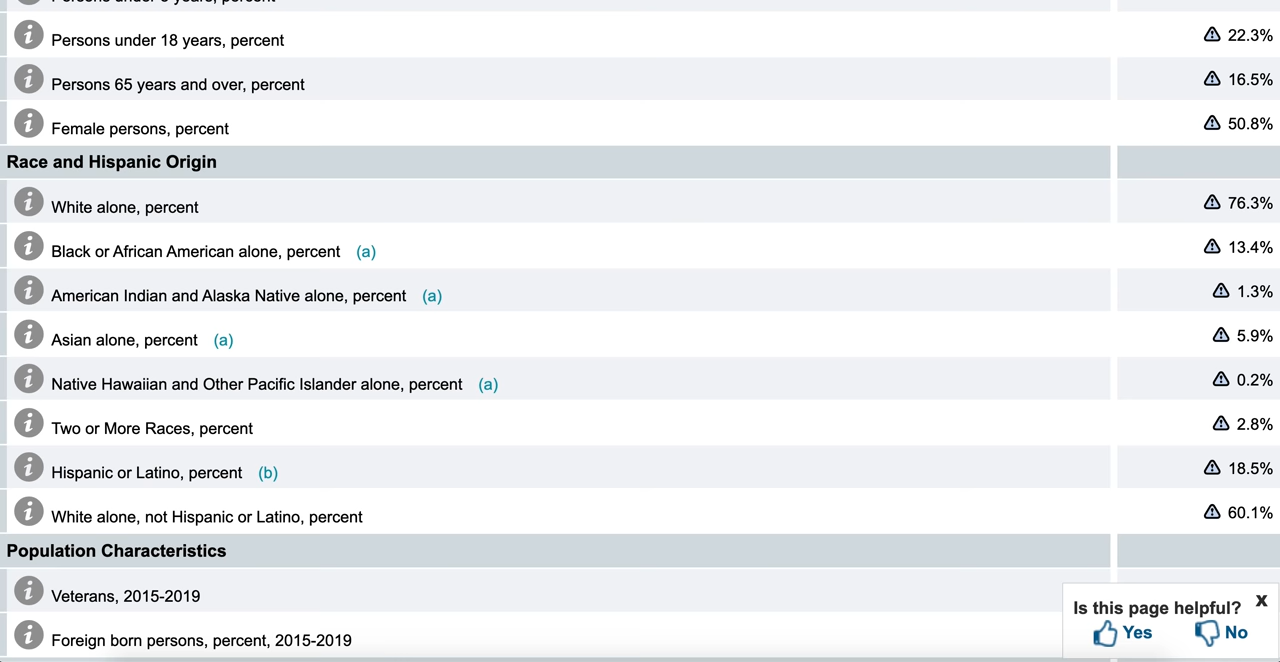 Persons under 5 years, percent
Persons under 18 years, percent 22.3%
Persons 65 years and over, percent 16.5%
Female persons, percent 50.8%
Race and Hispanic Origin
White alone, percent 76.3%
Black or African American alone, percent (a) 13.4%
American Indian and Alaska Native alone, percent (a) 1.3%
Asian alone, percent (a) 5.9%
Native Hawaiian and Other Pacific Islander alone, percent (a) 0.2%
Two or More Races, percent 2.8%
Hispanic or Latino, percent (b) 18.5%
White alone, not Hispanic or Latino, percent 60.1%
Population Characteristics
Veterans, 2015-2019
Is this page helpful? X
Yes No
Foreign born persons, percent, 2015-2019